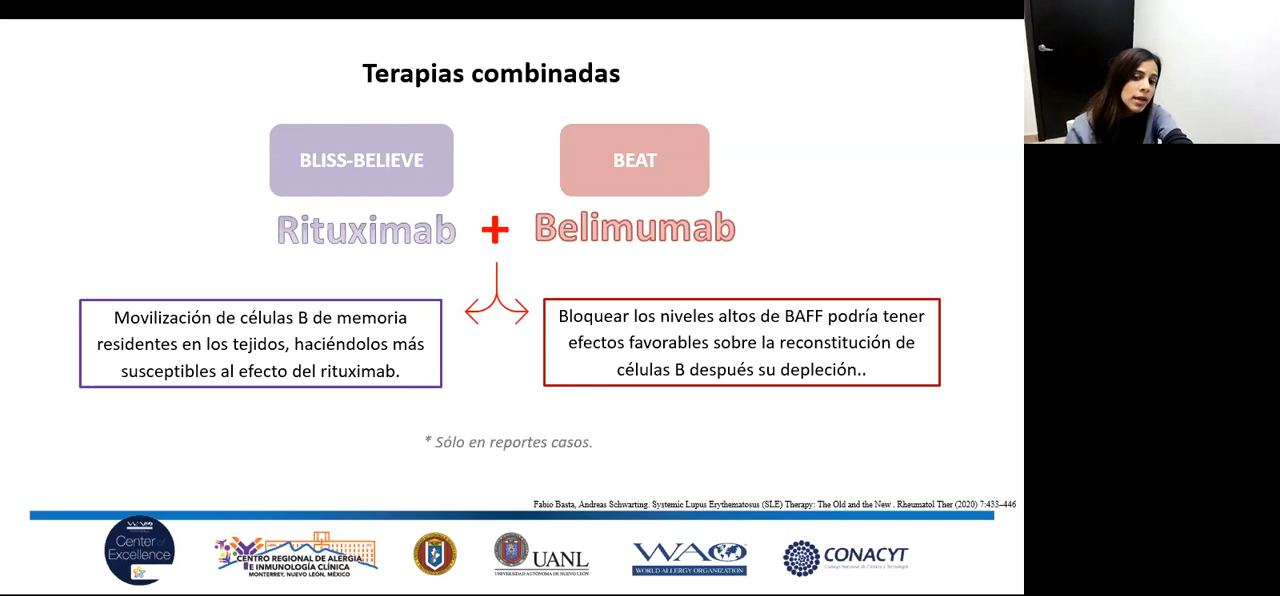 Terapias combinadas
BLISS-BELIEVE
BEAT
Rituximab + Belimumab
Movilización de células B de memoria
residentes en los tejidos, haciéndolos más
susceptibles al efecto del rituximab.
Bloquear los niveles altos de BAFF podría tener
efectos favorables sobre la reconstitución de
células B después su depleción..
* Sólo en reportes casos.
Fabio Basta, Andreas Schwarting. Systemic Lupus Erythematosus (SLE) Therapy: The Old and the New . Rheumatol Ther (2020) 7:433–446
Center of
Excellence
CENTRO REGIONAL DE ALERGIA
E INMUNOLOGÍA CLÍNICA
MONTERREY, NUEVO LEÓN, MÉXICO
UANL
UNIVERSIDAD AUTÓNOMA DE NUEVO LEÓN
WAO
WORLD ALLERGY ORGANIZATION
CONACYT
Consejo Nacional de Ciencia y Tecnología